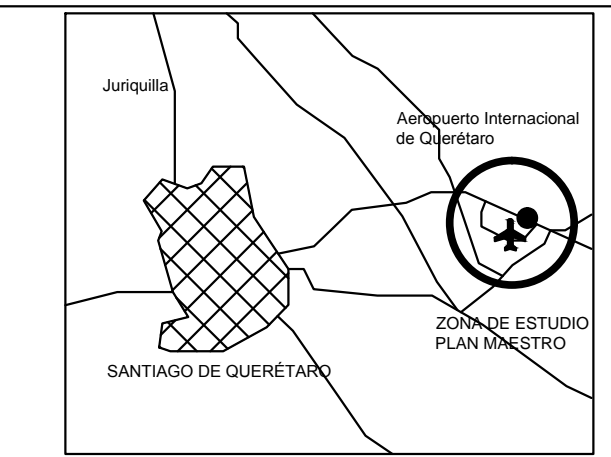 Juriquilla
Aeropuerto Internacional
de Querétaro
ZONA DE ESTUDIO
PLAN MAESTRO
SANTIAGO DE QUERÉTARO